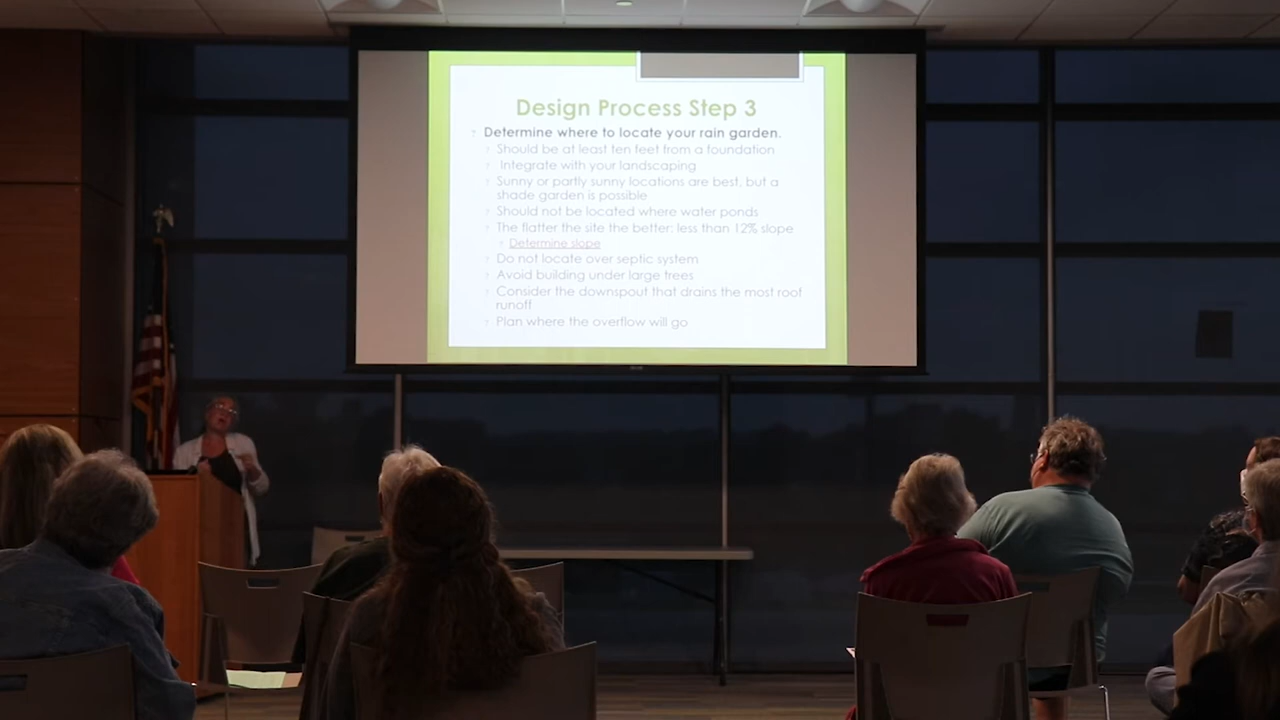 Design Process Step 3
Determine where to locate your rain garden.
Should be at least ten feet from a foundation
Integrate with your landscaping
Sunny or partly sunny locations are best, but a
shade garden is possible
Should not be located where water ponds
The flatter the site the better: less than 12% slope
Determine slope
Do not locate over septic system
Avoid building under large trees
Consider the downspout that drains the most roof
runoff
Plan where the overflow will go